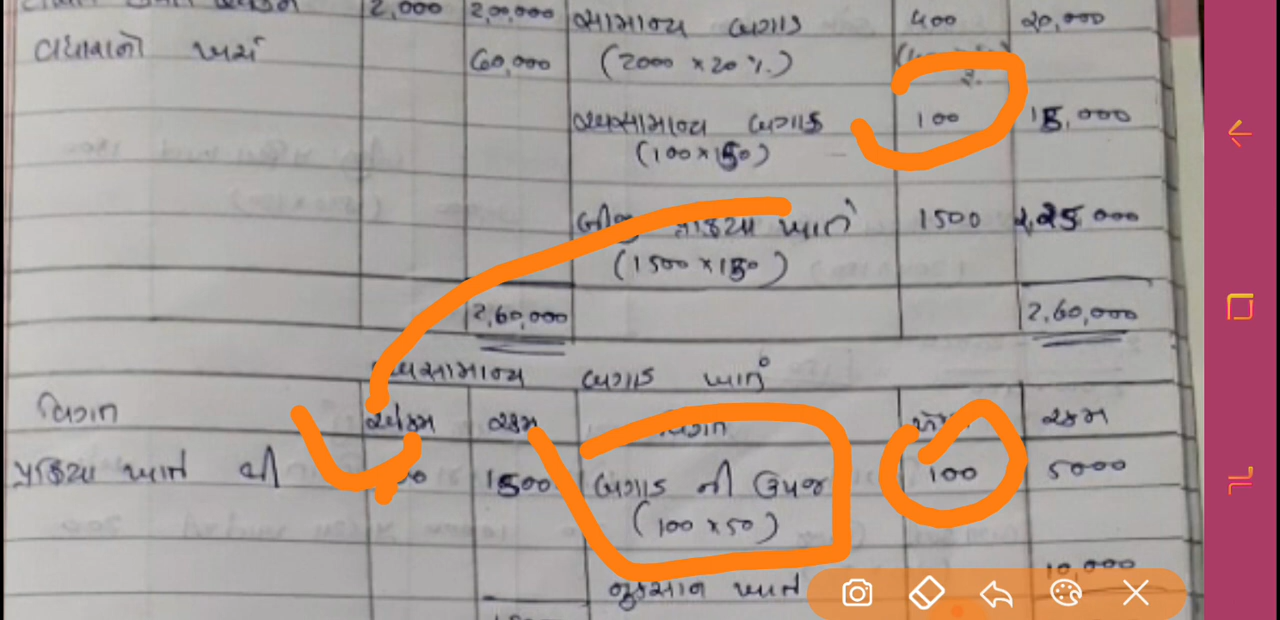 2,000 2,00,000 સામાન્ય બગાડ 400 20,000
વધારાનો ખર્ચ 60,000 (2000 × 20 %.)
અસામાન્ય બગાડ 100 15,000
(100 × 150)
બીજી પ્રક્રિયા ખાતે 1500 2,25,000
(1500 × 150)
2,60,000 2,60,000
અસામાન્ય બગાડ ખાતું
વિગત રકમ વિગત રકમ
પ્રક્રિયા ખાતે થી 1500 બગાડ ની ઉપજ 100 5000
(100 × 50)
નુકસાન ખાતે 10,000